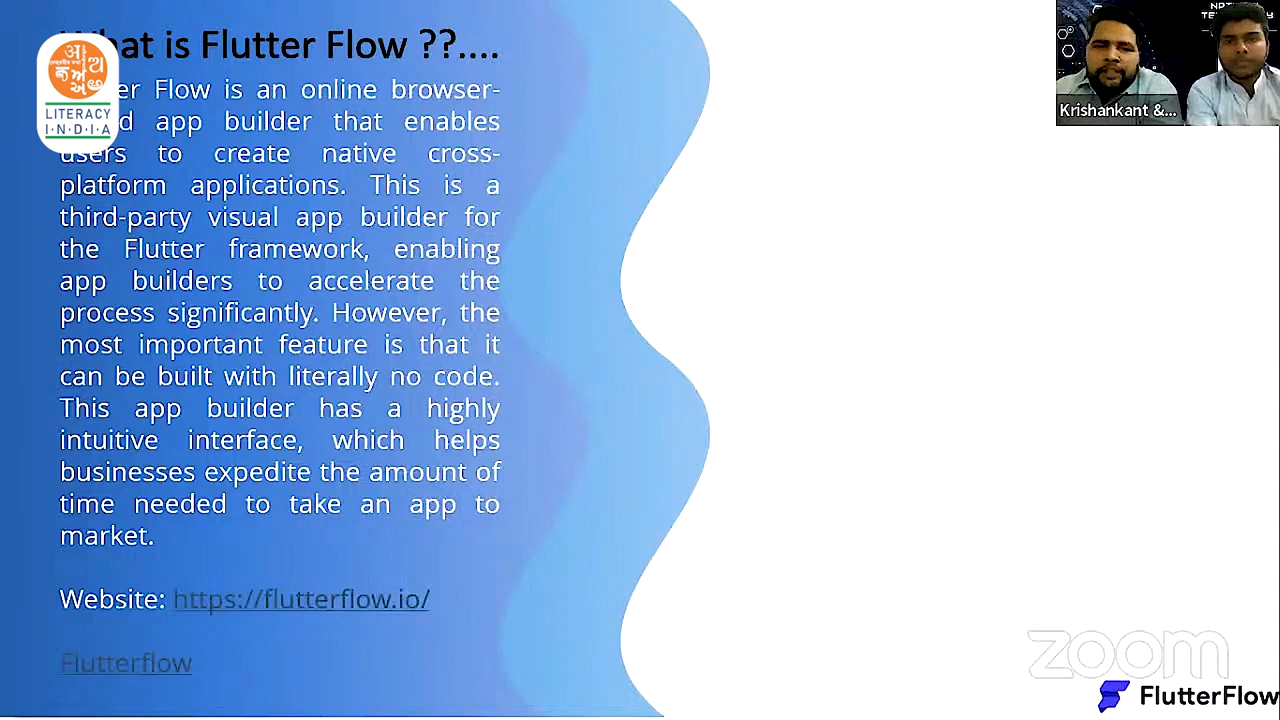 What is Flutter Flow ??....
er Flow is an online browser-
d app builder that enables
users to create native cross-
platform applications. This is a
third-party visual app builder for
the Flutter framework, enabling
app builders to accelerate the
process significantly. However, the
most important feature is that it
can be built with literally no code.
This app builder has a highly
intuitive interface, which helps
businesses expedite the amount of
time needed to take an app to
market.
Website: https://flutterflow.io/
Flutterflow
LITERACY
I·N·D·I·A
Krishankant &...
zoom
FlutterFlow